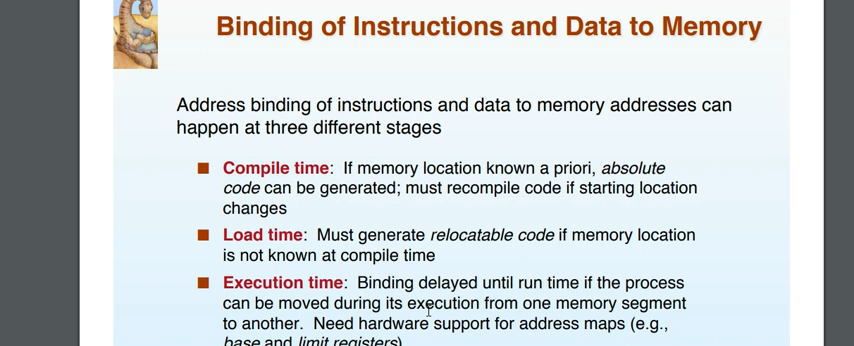 Binding of Instructions and Data to Memory
Address binding of instructions and data to memory addresses can
happen at three different stages
Compile time: If memory location known a priori, absolute
code can be generated; must recompile code if starting location
changes
Load time: Must generate relocatable code if memory location
is not known at compile time
Execution time: Binding delayed until run time if the process
can be moved during its execution from one memory segment
to another. Need hardware support for address maps (e.g.,
base and limit registers)